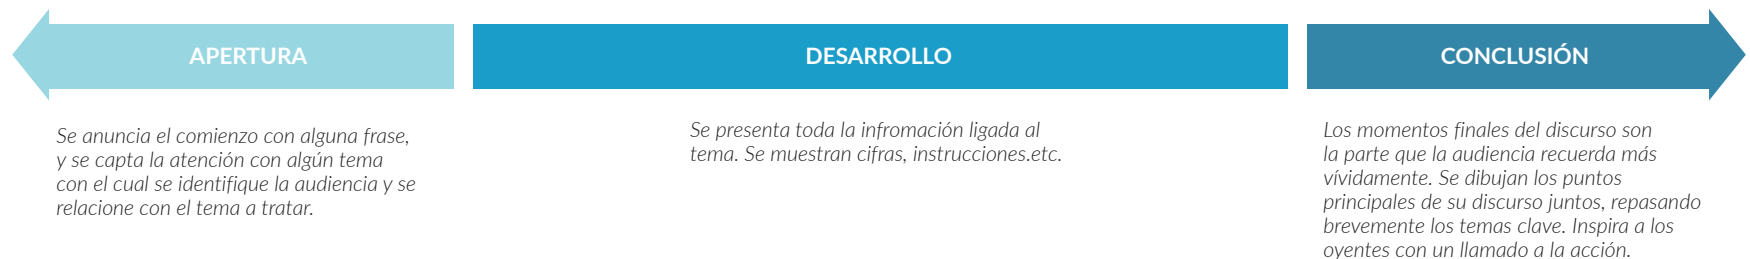 APERTURA
Se anuncia el comienzo con alguna frase,
y se capta la atención con algún tema
con el cual se identifique la audiencia y se
relacione con el tema a tratar.
DESARROLLO
Se presenta toda la infromación ligada al
tema. Se muestran cifras, instrucciones.etc.
CONCLUSIÓN
Los momentos finales del discurso son
la parte que la audiencia recuerda más
vívidamente. Se dibujan los puntos
principales de su discurso juntos, repasando
brevemente los temas clave. Inspira a los
oyentes con un llamado a la acción.